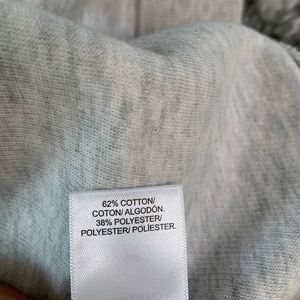 62% COTTON/
COTON/ ALGODÓN.
38% POLYESTER/
POLYESTER/ POLIÉSTER.